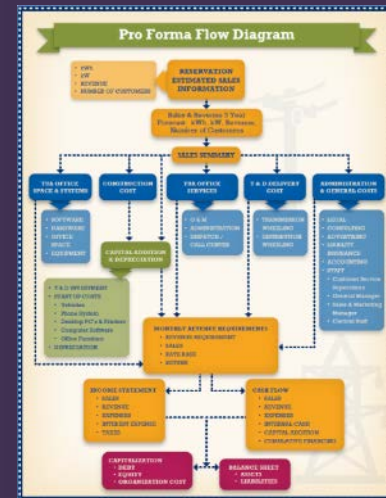 Pro Forma Flow Diagram
• kWh
• kW
• REVENUE
• NUMBER OF CUSTOMERS
RESERVATION
ESTIMATED SALES
INFORMATION
Sales & Revenue 5 Year
Forecast: kWh, kW, Revenue,
Number of Customers
SALES SUMMARY
OFFICE
SPACE & SYSTEMS
CONSTRUCTION
COST
OFFICE
SERVICES
T & D DELIVERY
COST
ADMINISTRATION
& GENERAL COSTS
• SOFTWARE
• HARDWARE
• OFFICE
SPACE
• EQUIPMENT
• O & M
• ADMINISTRATION
• DISPATCH /
CALL CENTER
• TRANSMISSION
WHEELING
• DISTRIBUTION
WHEELING
• LEGAL
• CONSULTING
• ADVERTISING
• LIABILITY
INSURANCE
• ACCOUNTING
• STAFF
• Customer Service
• General Manager
• Sales & Marketing
Manager
CAPITAL ADDITION
& DEPRECIATION
• T & D INVESTMENT
• START UP COSTS
• Vehicles
• Phone System
• Desktop PC's & Printers
• Computer Software
• Office Furniture
• DEPRECIATION
MONTHLY REVENUE REQUIREMENTS
• REVENUE REQUIREMENT
• SALES
• RATE BASE
• RETURN
INCOME STATEMENT
• SALES
• REVENUE
• EXPENSES
• INTEREST EXPENSE
• TAXES
CASH FLOW
• SALES
• REVENUE
• EXPENSES
• INTERNAL CASH
• CAPITAL ADDITION
• CUMULATIVE FINANCING
CAPITALIZATION
• DEBT
• EQUITY
• ORGANIZATION COST
BALANCE SHEET
• ASSETS
• LIABILITIES